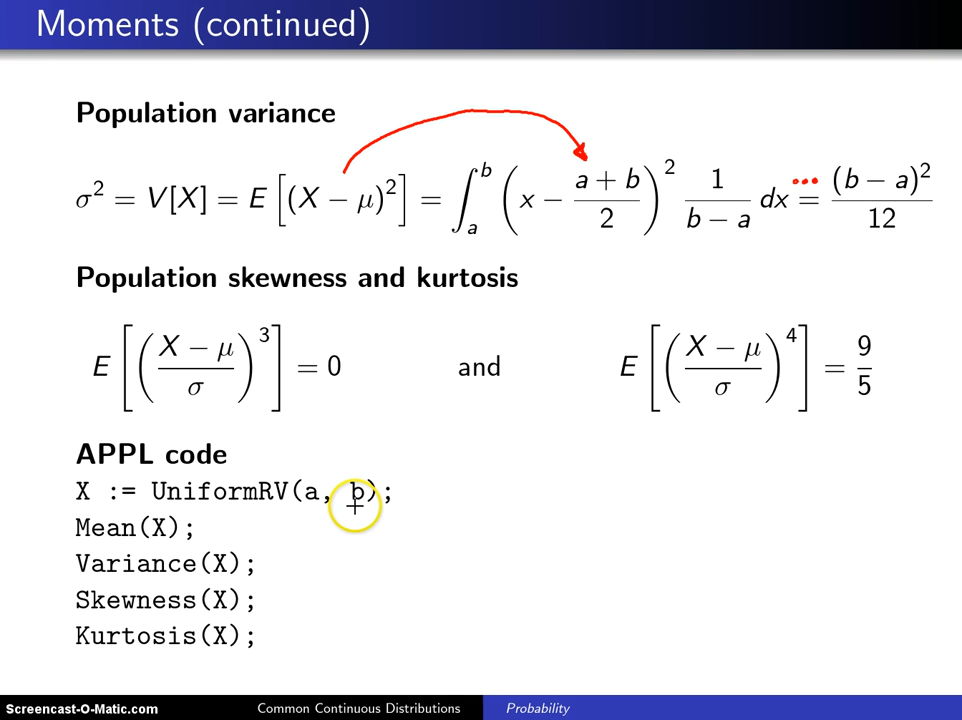 Moments (continued)
Population variance
σ² = V[X] = E[(X − μ)²] = ∫ₐᵇ (x − (a + b)/2)² 1/(b − a) dx = (b − a)²/12
Population skewness and kurtosis
E[((X − μ)/σ)³] = 0 and E[((X − μ)/σ)⁴] = 9/5
APPL code
X := UniformRV(a, b);
Mean(X);
Variance(X);
Skewness(X);
Kurtosis(X);
Screencast-O-Matic.com Common Continuous Distributions Probability